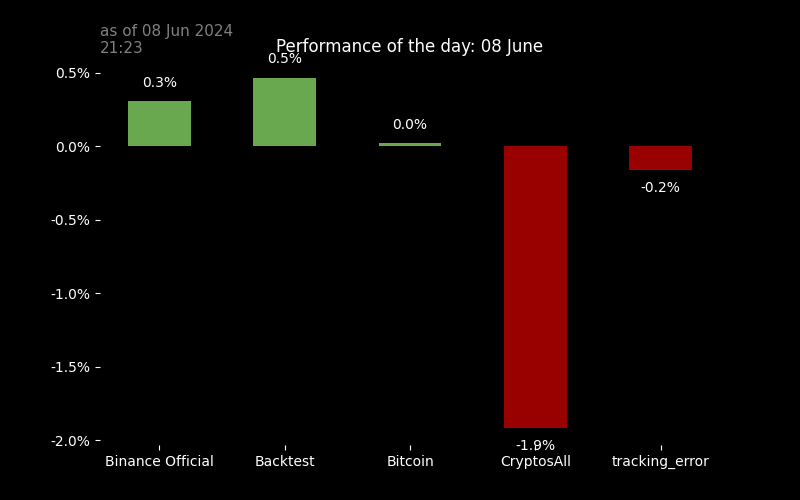 as of 08 Jun 2024
21:23
Performance of the day: 08 June
0.5%
0.0%
-0.5%
-1.0%
-1.5%
-2.0%
0.3%
0.5%
0.0%
-1.9%
-0.2%
Binance Official
Backtest
Bitcoin
CryptosAll
tracking_error